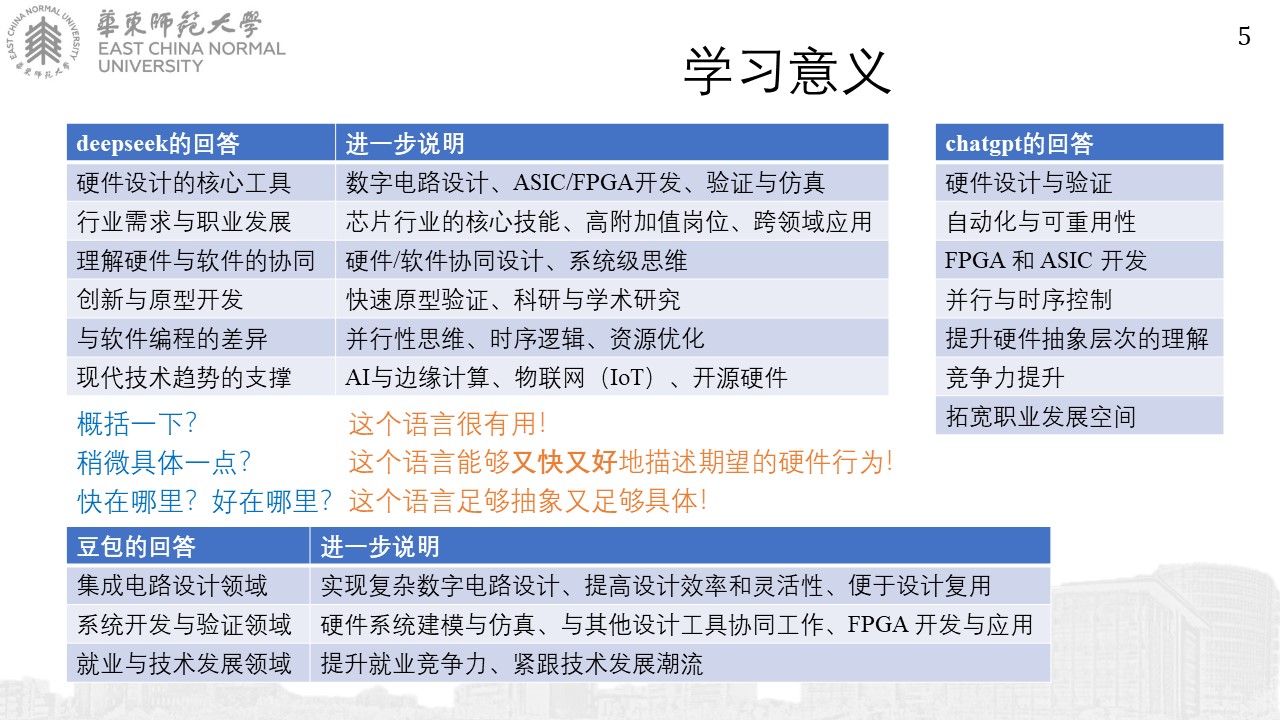 EAST CHINA NORMAL UNIVERSITY
華東师范大學
華東师范大學
EAST CHINA NORMAL
UNIVERSITY
5
学习意义
deepseek的回答 进一步说明
硬件设计的核心工具 数字电路设计、ASIC/FPGA开发、验证与仿真
行业需求与职业发展 芯片行业的核心技能、高附加值岗位、跨领域应用
理解硬件与软件的协同 硬件/软件协同设计、系统级思维
创新与原型开发 快速原型验证、科研与学术研究
与软件编程的差异 并行性思维、时序逻辑、资源优化
现代技术趋势的支撑 AI与边缘计算、物联网（IoT）、开源硬件
chatgpt的回答
硬件设计与验证
自动化与可重用性
FPGA 和 ASIC 开发
并行与时序控制
提升硬件抽象层次的理解
竞争力提升
拓宽职业发展空间
概括一下？ 这个语言很有用！
稍微具体一点？ 这个语言能够又快又好地描述期望的硬件行为！
快在哪里？好在哪里？ 这个语言足够抽象又足够具体！
豆包的回答 进一步说明
集成电路设计领域 实现复杂数字电路设计、提高设计效率和灵活性、便于设计复用
系统开发与验证领域 硬件系统建模与仿真、与其他设计工具协同工作、FPGA 开发与应用
就业与技术发展领域 提升就业竞争力、紧跟技术发展潮流